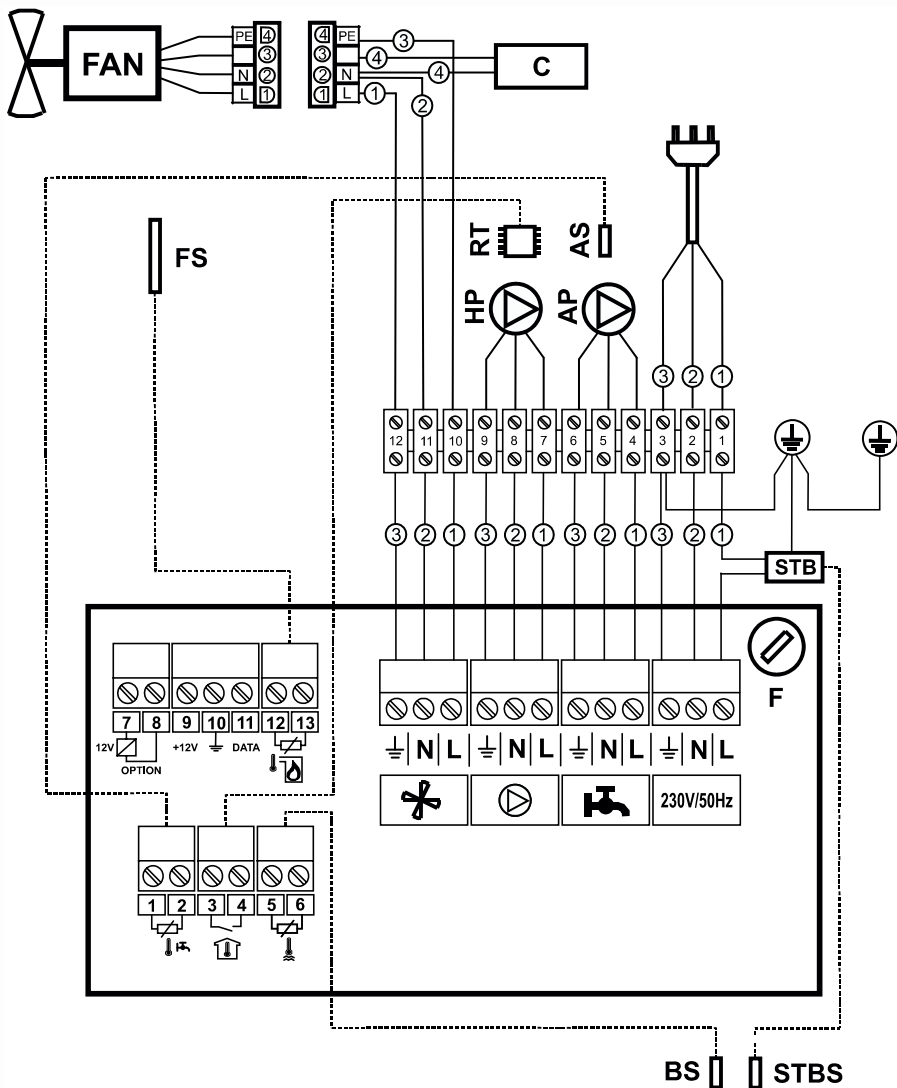 FAN
PE 4
3
N 2
L 1
4 PE
3
2 N
1 L
3
4
4
1
2
C
FS
RT
AS
HP
AP
3 2 1
12 11 10 9 8 7 6 5 4 3 2 1
3 2 1 3 2 1 3 2 1 3 2 1
STB
F
7 8 9 10 11 12 13
12V
+12V
DATA
OPTION
N L N L N L N L
230V/50Hz
1 2 3 4 5 6
BS
STBS